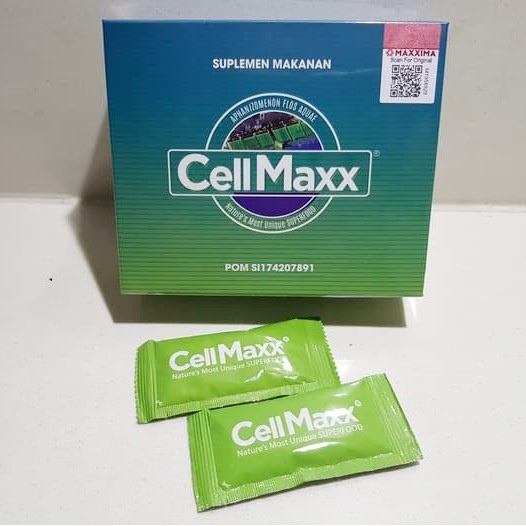 MAXXIMA
Scan For Original
SUPLEMEN MAKANAN
APHANIZOMENON FLOS AQUAE
CellMaxx®
Nature's Most Unique SUPERFOOD
POM SI174207891
CellMaxx®
Nature's Most Unique SUPERFOOD
CellMaxx®
Nature's Most Unique SUPERFOOD